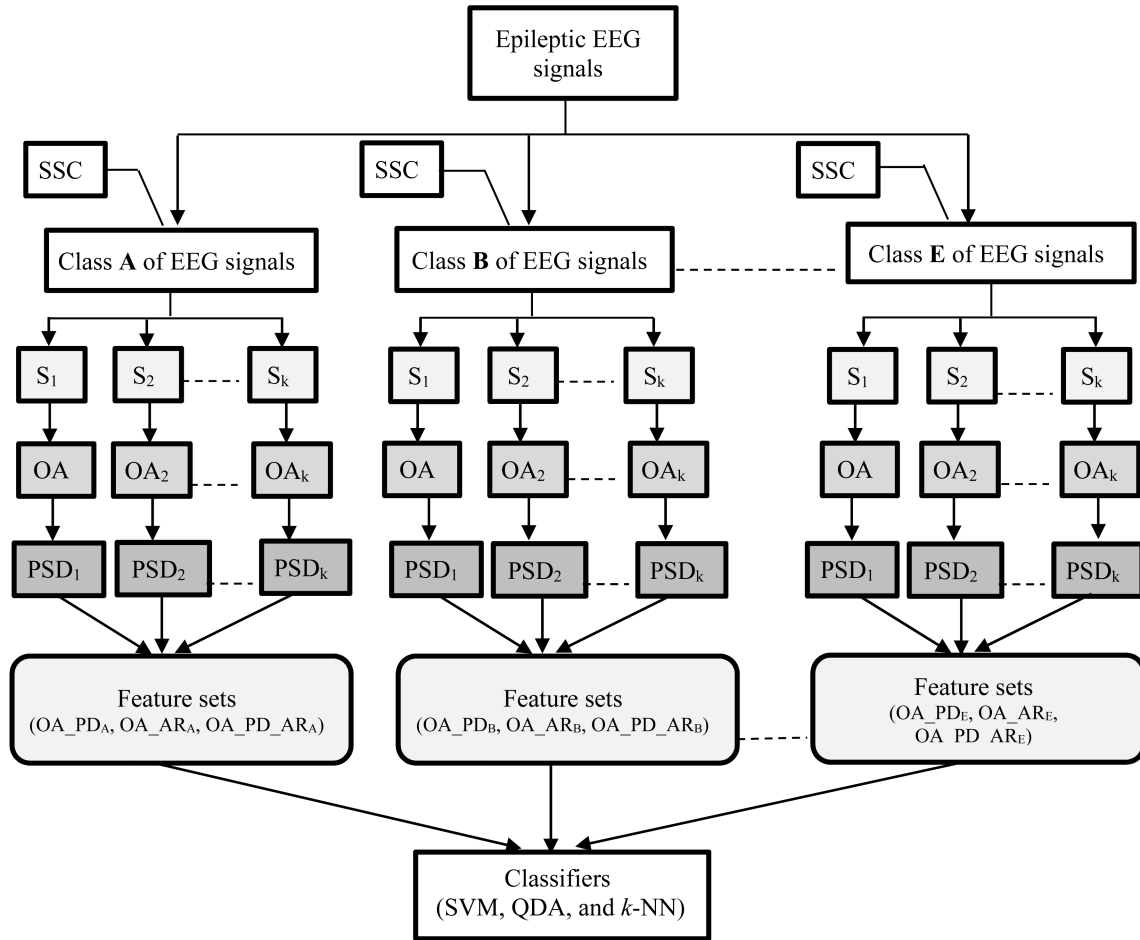 Epileptic EEG
signals
SSC
SSC
SSC
Class A of EEG signals
Class B of EEG signals
Class E of EEG signals
S1
S2
Sk
S1
S2
Sk
S1
S2
Sk
OA
OA2
OAk
OA
OA2
OAk
OA
OA2
OAk
PSD1
PSD2
PSDk
PSD1
PSD2
PSDk
PSD1
PSD2
PSDk
Feature sets
(OA_PDA, OA_ARA, OA_PD_ARA)
Feature sets
(OA_PDB, OA_ARB, OA_PD_ARB)
Feature sets
(OA_PDE, OA_ARE,
OA_PD_ARE)
Classifiers
(SVM, QDA, and k-NN)